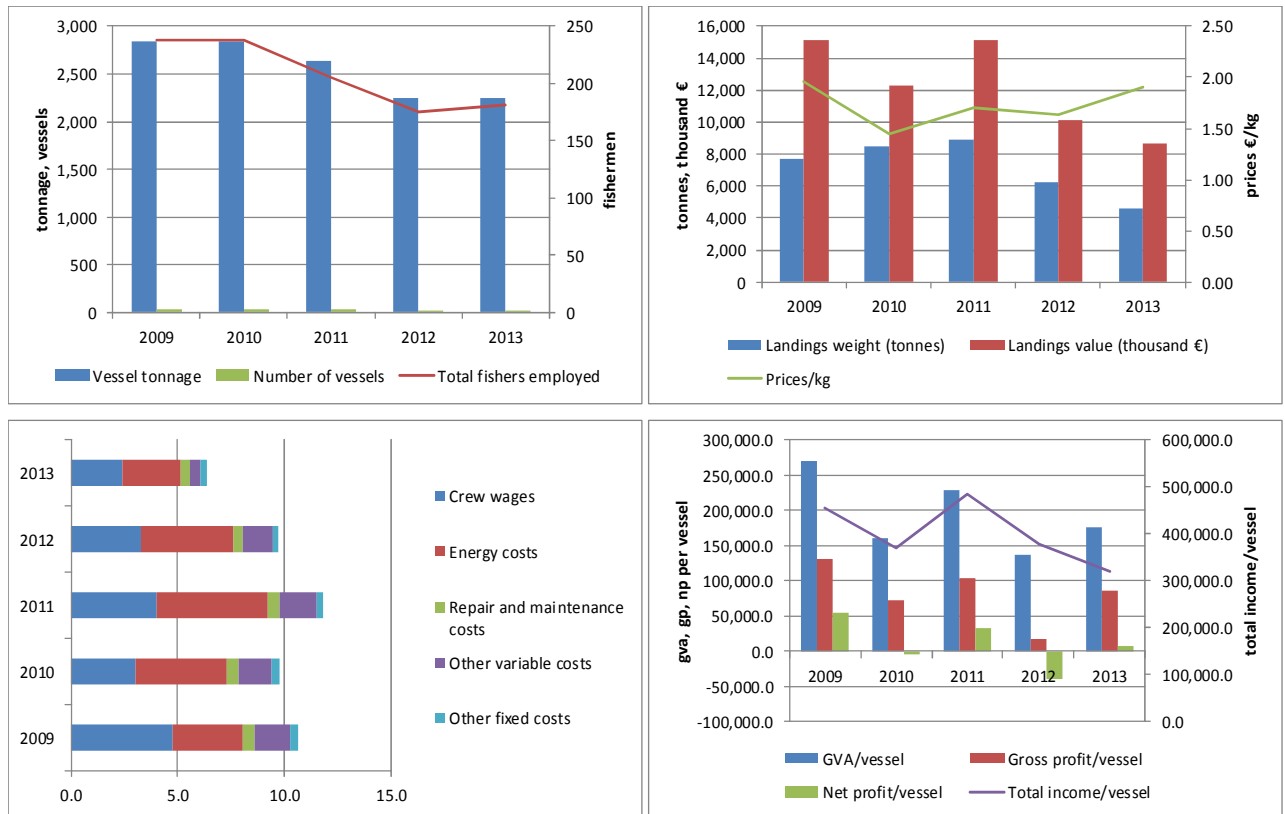 3,000
2,500
2,000
1,500
1,000
500
0
tonnage, vessels
250
200
150
100
50
0
fishermen
2009 2010 2011 2012 2013
Vessel tonnage Number of vessels Total fishers employed
16,000
14,000
12,000
10,000
8,000
6,000
4,000
2,000
0
tonnes, thousand €
2.50
2.00
1.50
1.00
0.50
0.00
prices €/kg
2009 2010 2011 2012 2013
Landings weight (tonnes) Landings value (thousand €)
Prices/kg
2013
2012
2011
2010
2009
0.0 5.0 10.0 15.0
Crew wages
Energy costs
Repair and maintenance
costs
Other variable costs
Other fixed costs
300,000.0
250,000.0
200,000.0
150,000.0
100,000.0
50,000.0
0.0
-50,000.0
-100,000.0
gva, gp, np per vessel
600,000.0
500,000.0
400,000.0
300,000.0
200,000.0
100,000.0
0.0
total income/vessel
2009 2010 2011 2012 2013
GVA/vessel Gross profit/vessel
Net profit/vessel Total income/vessel